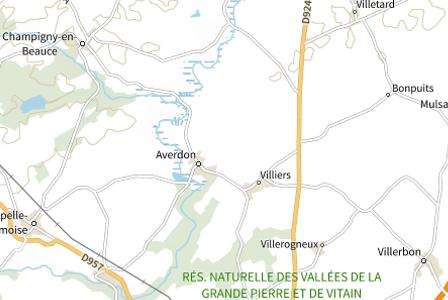 Villetard
D924
Champigny-en-
Beauce
Bonpuits
Mulsa
Averdon
Villiers
pelle-
moise
Villerogneux
Villerbon
D957
RÉS. NATURELLE DES VALLÉES DE LA
GRANDE PIERRE ET DE VITAIN